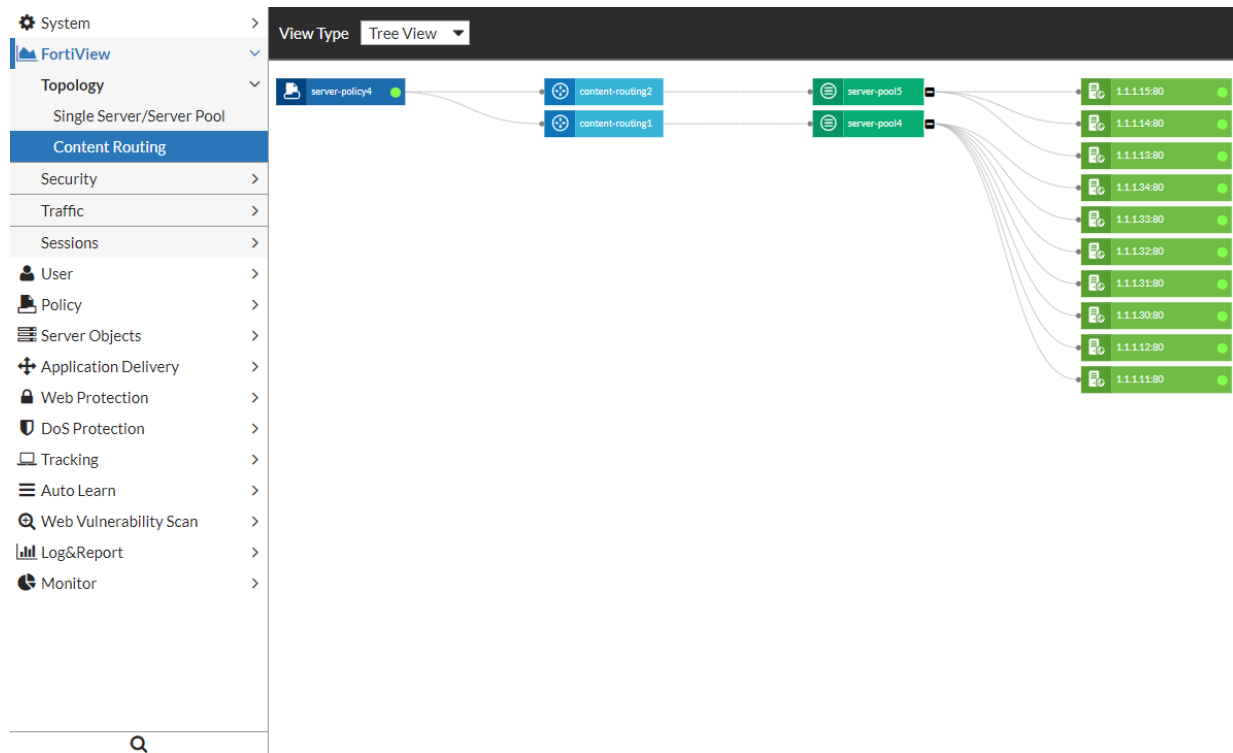 System
FortiView
Topology
Single Server/Server Pool
Content Routing
Security
Traffic
Sessions
User
Policy
Server Objects
Application Delivery
Web Protection
DoS Protection
Tracking
Auto Learn
Web Vulnerability Scan
Log&Report
Monitor
View Type Tree View
server-policy4 content-routing2 server-pool5 1.1.1.15:80
content-routing1 server-pool4 1.1.1.14:80
1.1.1.13:80
1.1.1.34:80
1.1.1.33:80
1.1.1.32:80
1.1.1.31:80
1.1.1.30:80
1.1.1.12:80
1.1.1.11:80